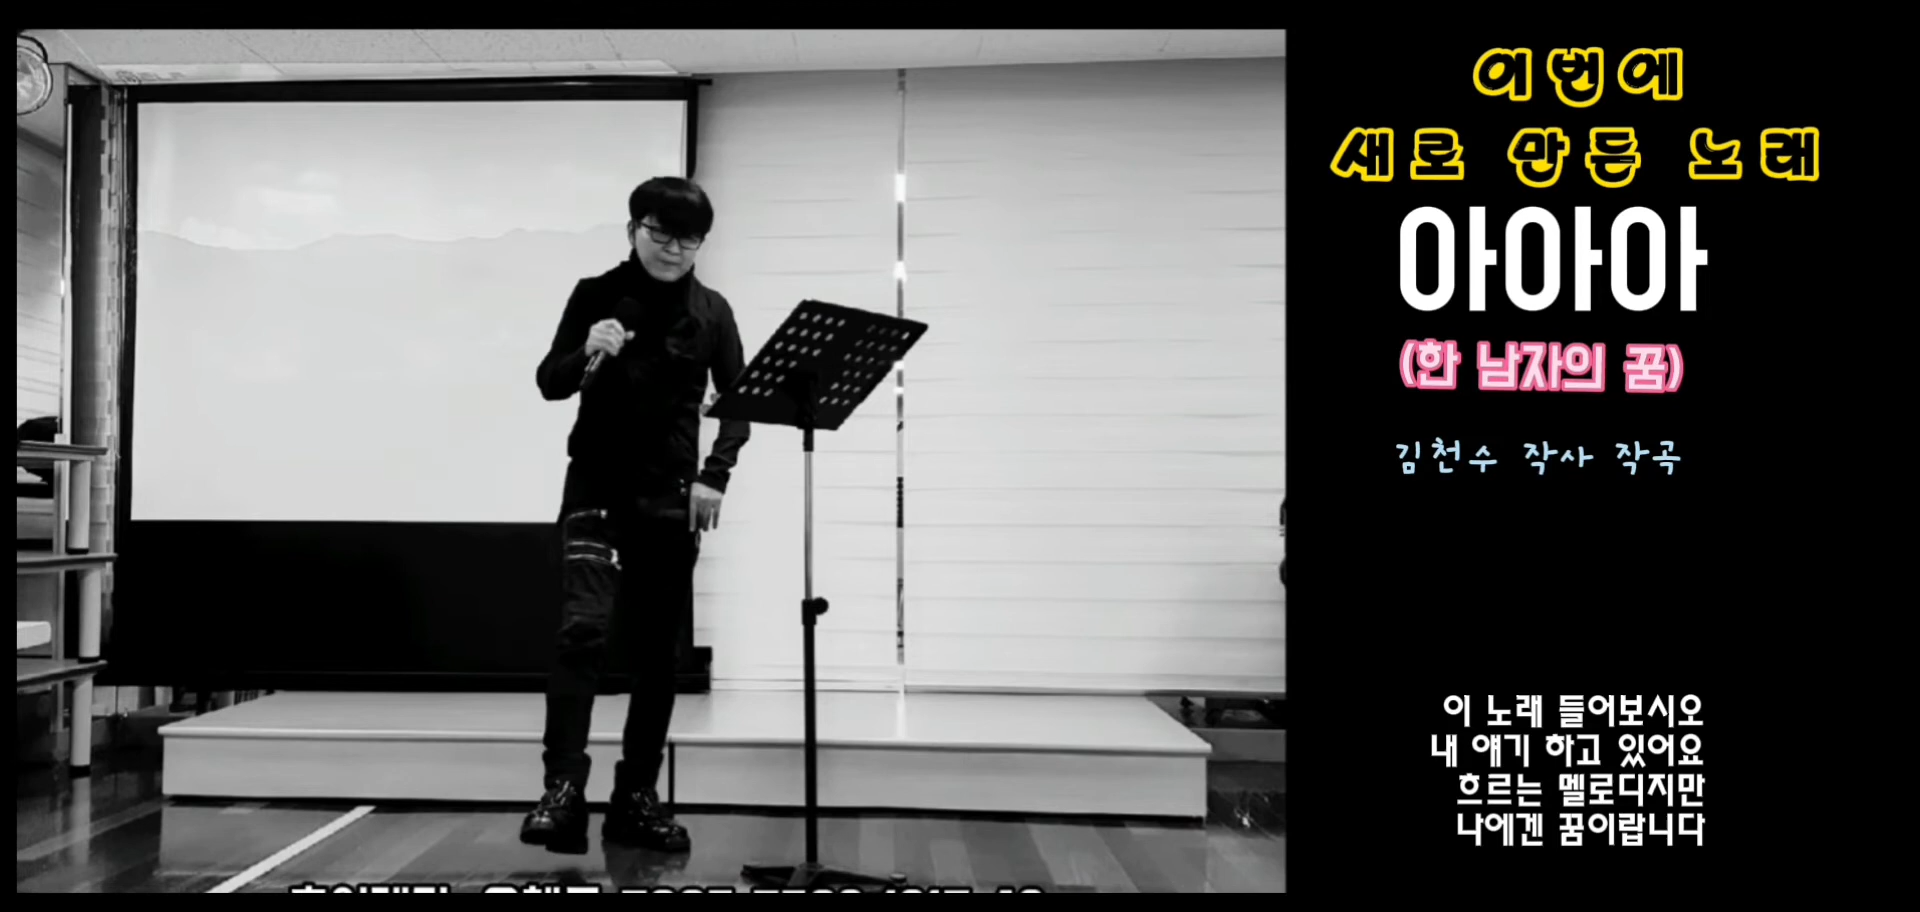 이번에
새로 만든 노래
아아아
(한 남자의 꿈)
김천수 작사 작곡
이 노래 들어보시오
내 얘기 하고 있어요
흐르는 멜로디지만
나에겐 꿈이랍니다